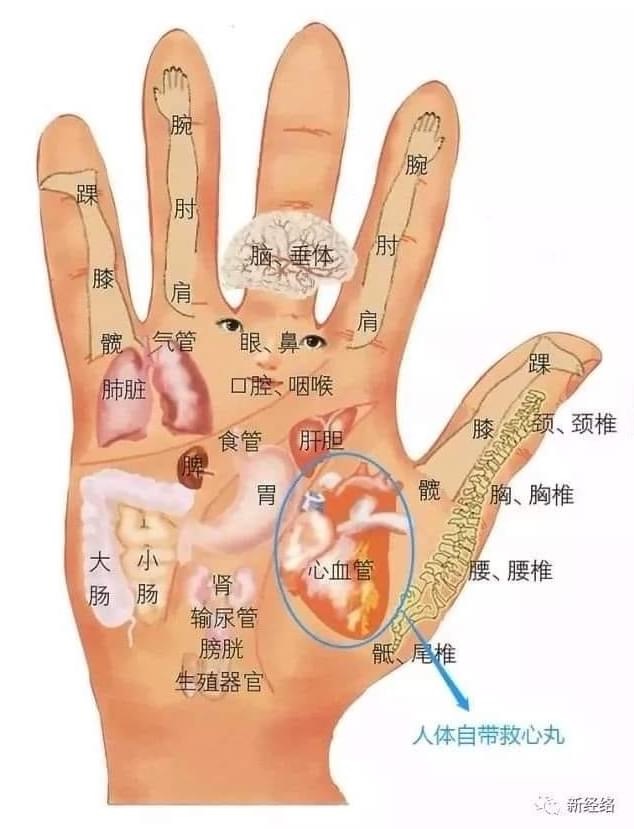 腕
腕
踝
肘
脑、垂体
肘
膝
肩
肩
髋
气管
眼、鼻
踝
肺脏
口腔、咽喉
膝
颈、颈椎
食管
肝胆
脾
胃
髋
胸、胸椎
大肠
小肠
肾
心血管
腰、腰椎
输尿管
膀胱
骶、尾椎
生殖器官
人体自带救心丸
新经络